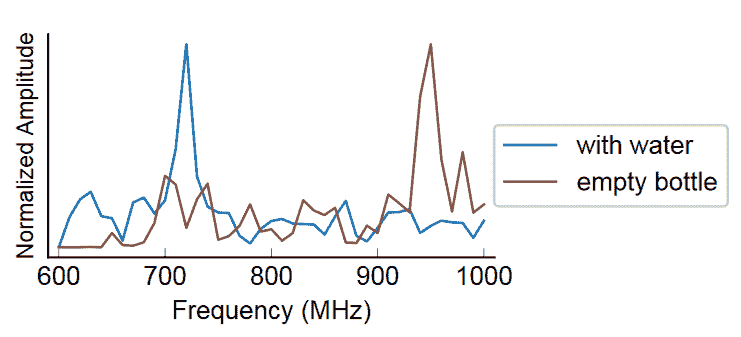 Normalized Amplitude
with water
empty bottle
600 700 800 900 1000
Frequency (MHz)